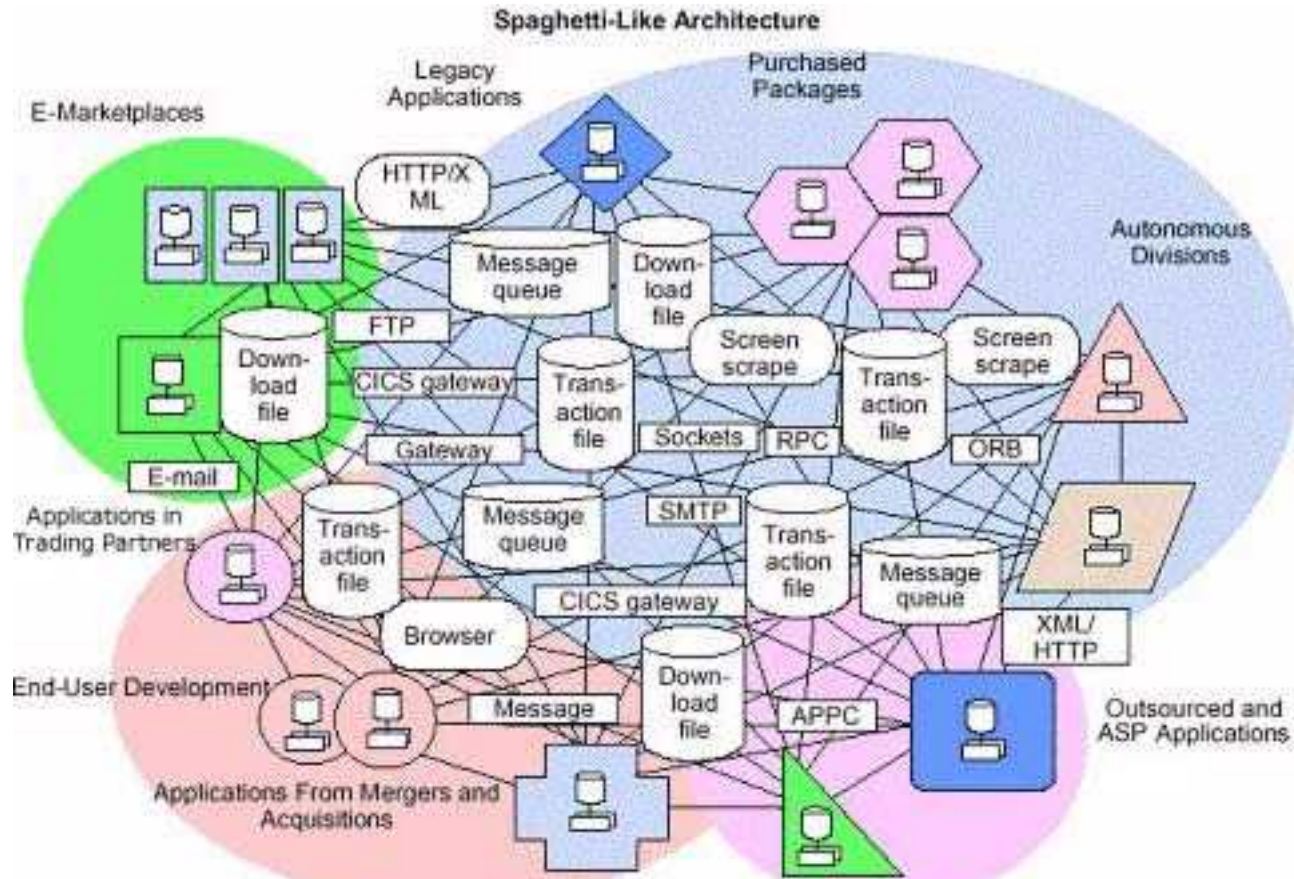 Spaghetti-Like Architecture
Legacy
Applications
Purchased
Packages
E-Marketplaces
HTTP/X
ML
Autonomous
Divisions
Message
queue
Down-
load
file
FTP
Screen
scrape
Screen
scrape
Down-
load
file
CICS gateway
Trans-
action
file
Trans-
action
file
Gateway
Sockets
RPC
ORB
E-mail
Applications in
Trading Partners
Trans-
action
file
Message
queue
SMTP
Trans-
action
file
Message
queue
CICS gateway
Browser
XML/
HTTP
End-User Development
Down-
load
file
Message
APPC
Outsourced and
ASP Applications
Applications From Mergers and
Acquisitions